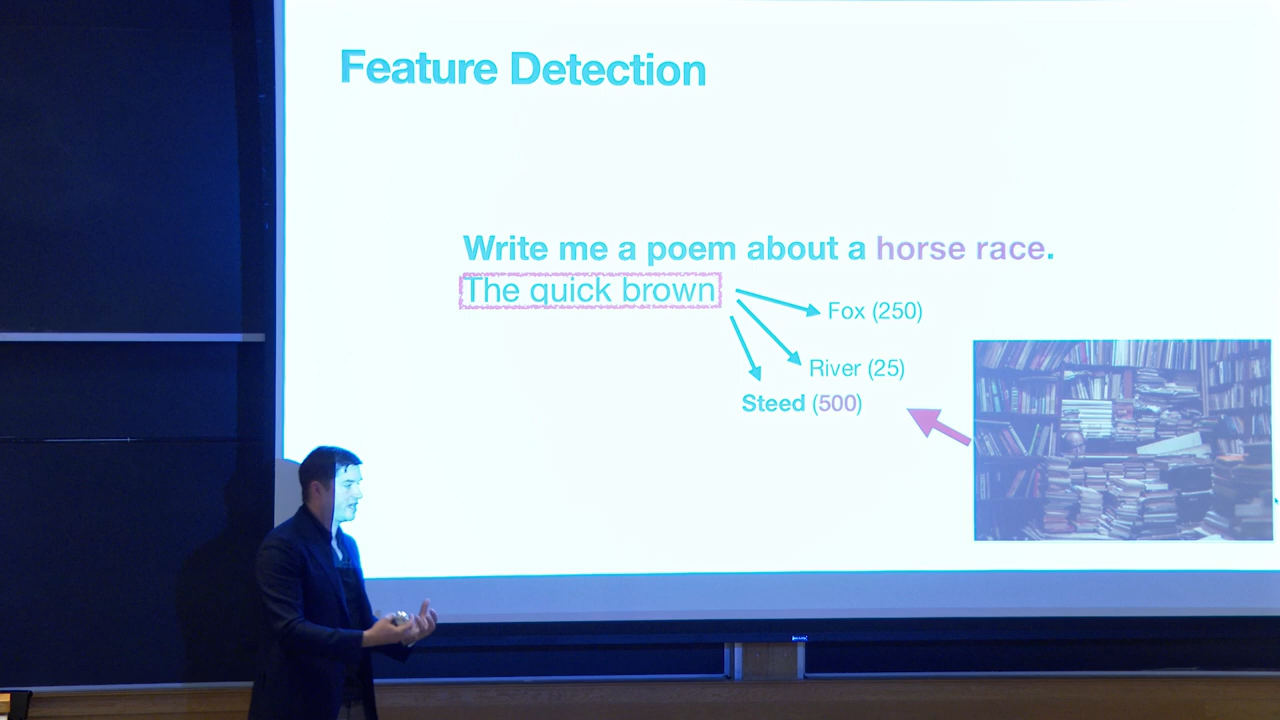 Feature Detection
Write me a poem about a horse race.
The quick brown
Fox (250)
River (25)
Steed (500)